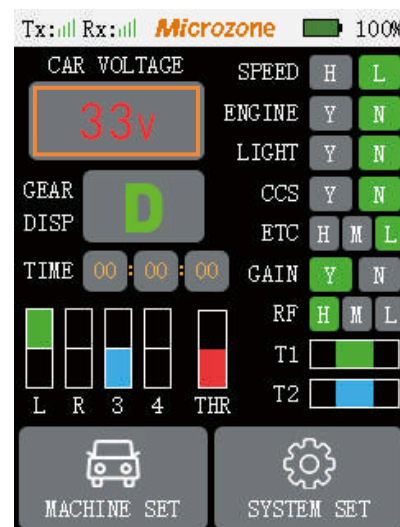 Tx: Rx: Microzone 100%
CAR VOLTAGE
33v
GEAR DISP
D
TIME 00:00:00
SPEED H L
ENGINE Y N
LIGHT Y N
CCS Y N
ETC H M L
GAIN Y N
RF H M L
T1
T2
L R 3 4 THR
MACHINE SET
SYSTEM SET